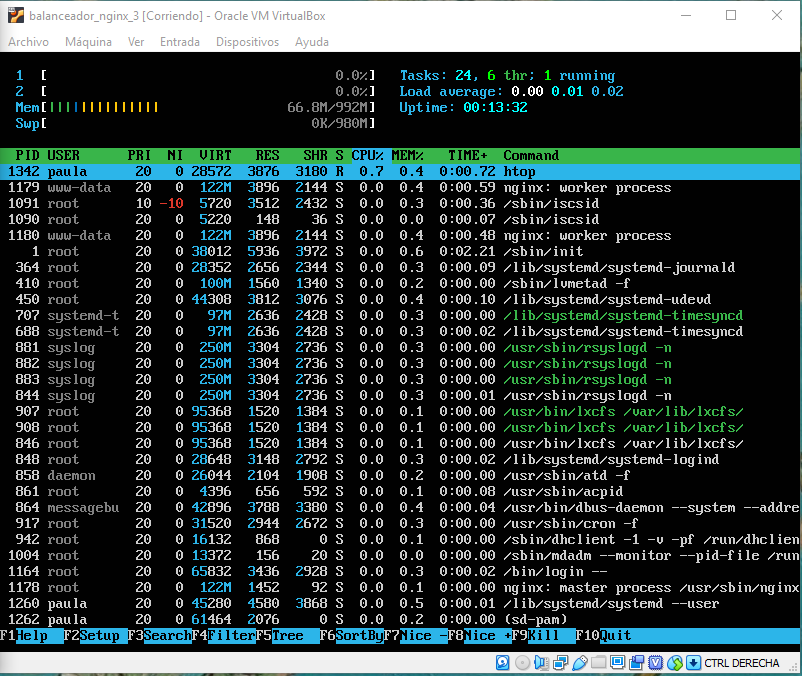 balanceador_nginx_3 [Corriendo] - Oracle VM VirtualBox
Archivo Máquina Ver Entrada Dispositivos Ayuda
1 [ 0.0%] Tasks: 24, 6 thr; 1 running
2 [ 0.0%] Load average: 0.00 0.01 0.02
Mem[|||||||||||||| 66.8M/992M] Uptime: 00:13:32
Swp[ 0K/980M]
PID USER PRI NI VIRT RES SHR S CPU% MEM% TIME+ Command
1342 paula 20 0 28572 3876 3180 R 0.7 0.4 0:00.72 htop
1179 www-data 20 0 122M 3896 2144 S 0.0 0.4 0:00.59 nginx: worker process
1091 root 10 -10 5720 3512 2432 S 0.0 0.3 0:00.36 /sbin/iscsid
1090 root 20 0 5220 148 36 S 0.0 0.0 0:00.07 /sbin/iscsid
1180 www-data 20 0 122M 3896 2144 S 0.0 0.4 0:00.48 nginx: worker process
1 root 20 0 38012 5936 3972 S 0.0 0.6 0:02.21 /sbin/init
364 root 20 0 28352 2656 2344 S 0.0 0.3 0:00.09 /lib/systemd/systemd-journald
410 root 20 0 100M 1560 1340 S 0.0 0.2 0:00.00 /sbin/lvmetad -f
450 root 20 0 44308 3812 3076 S 0.0 0.4 0:00.10 /lib/systemd/systemd-udevd
707 systemd-t 20 0 97M 2636 2428 S 0.0 0.3 0:00.00 /lib/systemd/systemd-timesyncd
688 systemd-t 20 0 97M 2636 2428 S 0.0 0.3 0:00.02 /lib/systemd/systemd-timesyncd
881 syslog 20 0 250M 3304 2736 S 0.0 0.3 0:00.00 /usr/sbin/rsyslogd -n
882 syslog 20 0 250M 3304 2736 S 0.0 0.3 0:00.00 /usr/sbin/rsyslogd -n
883 syslog 20 0 250M 3304 2736 S 0.0 0.3 0:00.00 /usr/sbin/rsyslogd -n
844 syslog 20 0 250M 3304 2736 S 0.0 0.3 0:00.01 /usr/sbin/rsyslogd -n
907 root 20 0 95368 1520 1384 S 0.0 0.1 0:00.00 /usr/bin/lxcfs /var/lib/lxcfs/
908 root 20 0 95368 1520 1384 S 0.0 0.1 0:00.00 /usr/bin/lxcfs /var/lib/lxcfs/
846 root 20 0 95368 1520 1384 S 0.0 0.1 0:00.00 /usr/bin/lxcfs /var/lib/lxcfs/
848 root 20 0 28648 3148 2792 S 0.0 0.3 0:00.02 /lib/systemd/systemd-logind
858 daemon 20 0 26044 2104 1908 S 0.0 0.2 0:00.00 /usr/sbin/atd -f
861 root 20 0 4396 656 592 S 0.0 0.1 0:00.08 /usr/sbin/acpid
864 messagebu 20 0 42896 3788 3380 S 0.0 0.4 0:00.04 /usr/bin/dbus-daemon --system --addre
917 root 20 0 31520 2944 2672 S 0.0 0.3 0:00.00 /usr/sbin/cron -f
942 root 20 0 16132 868 0 S 0.0 0.1 0:00.00 /sbin/dhclient -1 -v -pf /run/dhclien
1004 root 20 0 13372 156 20 S 0.0 0.0 0:00.00 /sbin/mdadm --monitor --pid-file /run
1164 root 20 0 65832 3436 2928 S 0.0 0.3 0:00.02 /bin/login --
1178 root 20 0 122M 1452 92 S 0.0 0.1 0:00.00 nginx: master process /usr/sbin/nginx
1260 paula 20 0 45280 4580 3868 S 0.0 0.5 0:00.01 /lib/systemd/systemd --user
1262 paula 20 0 61464 2076 0 S 0.0 0.2 0:00.00 (sd-pam)
F1Help F2Setup F3SearchF4FilterF5Tree F6SortByF7Nice -F8Nice +F9Kill F10Quit
CTRL DERECHA